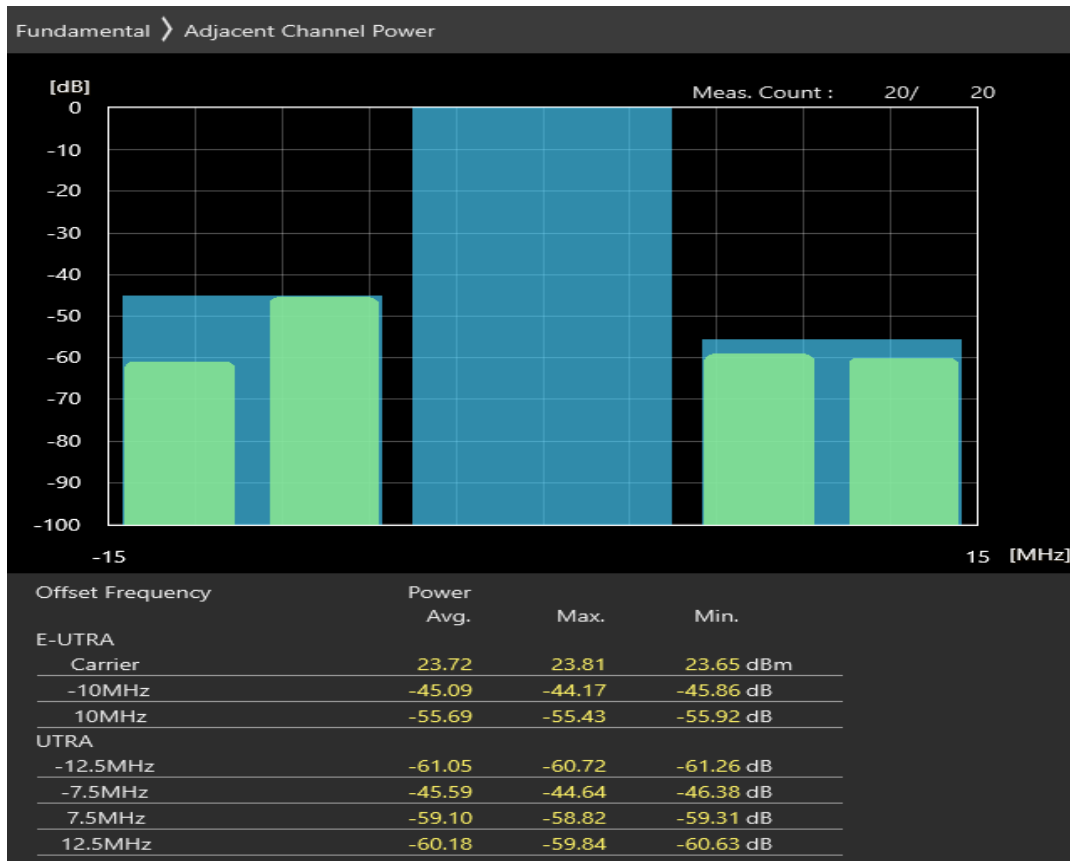 Fundamental 〉 Adjacent Channel Power
[dB]
Meas. Count : 20/ 20
0
-10
-20
-30
-40
-50
-60
-70
-80
-90
-100
-15 15 [MHz]
Offset Frequency Power
Avg. Max. Min.
E-UTRA
Carrier 23.72 23.81 23.65 dBm
-10MHz -45.09 -44.17 -45.86 dB
10MHz -55.69 -55.43 -55.92 dB
UTRA
-12.5MHz -61.05 -60.72 -61.26 dB
-7.5MHz -45.59 -44.64 -46.38 dB
7.5MHz -59.10 -58.82 -59.31 dB
12.5MHz -60.18 -59.84 -60.63 dB